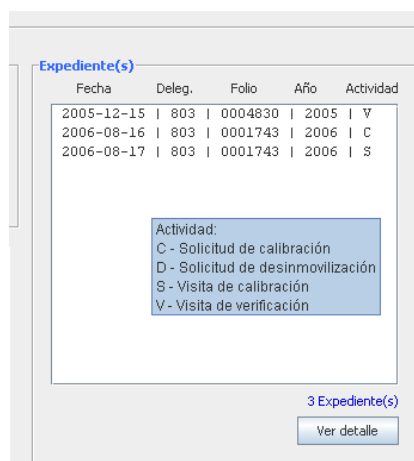 Expediente(s)
Fecha Deleg. Folio Año Actividad
2005-12-15 | 803 | 0004830 | 2005 | V
2006-08-16 | 803 | 0001743 | 2006 | C
2006-08-17 | 803 | 0001743 | 2006 | S
Actividad:
C - Solicitud de calibración
D - Solicitud de desinmovilización
S - Visita de calibración
V - Visita de verificación
3 Expediente(s)
Ver detalle